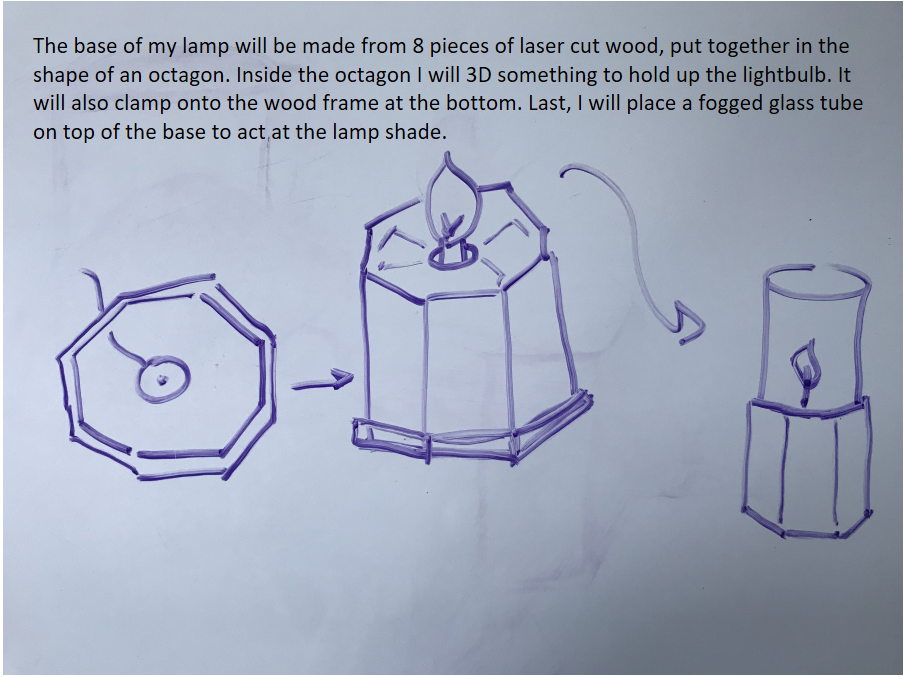 The base of my lamp will be made from 8 pieces of laser cut wood, put together in the
shape of an octagon. Inside the octagon I will 3D something to hold up the lightbulb. It
will also clamp onto the wood frame at the bottom. Last, I will place a fogged glass tube
on top of the base to act at the lamp shade.